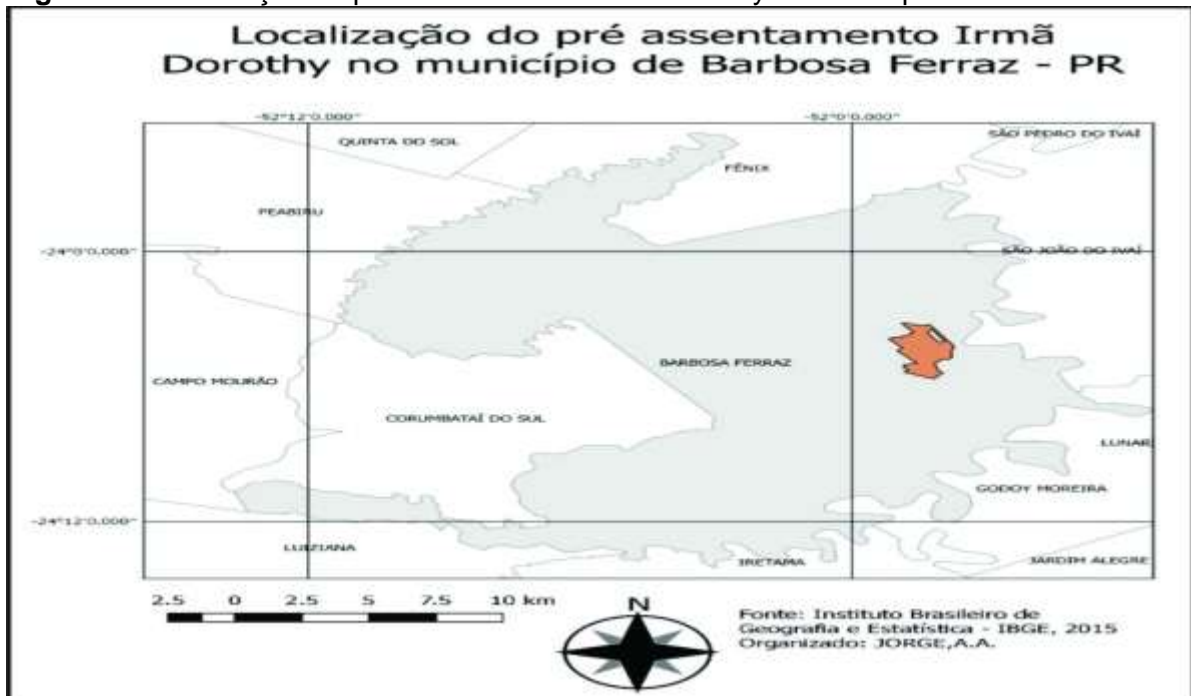 Localização do pré assentamento Irmã
Dorothy no município de Barbosa Ferraz - PR
-52°12'0.000"
-52°0'0.000"
QUINTA DO SOL
SÃO PEDRO DO IVAÍ
FÊNIX
PEABIRU
-24°0'0.000"
SÃO JOÃO DO IVAÍ
BARBOSA FERRAZ
CAMPO MOURÃO
CORUMBATAÍ DO SUL
LUNAR
GODOY MOREIRA
-24°12'0.000"
LUIZIANA
IRETAMA
JARDIM ALEGRE
2.5 0 2.5 5 7.5 10 km
N
Fonte: Instituto Brasileiro de
Geografia e Estatística - IBGE, 2015
Organizado: JORGE,A.A.